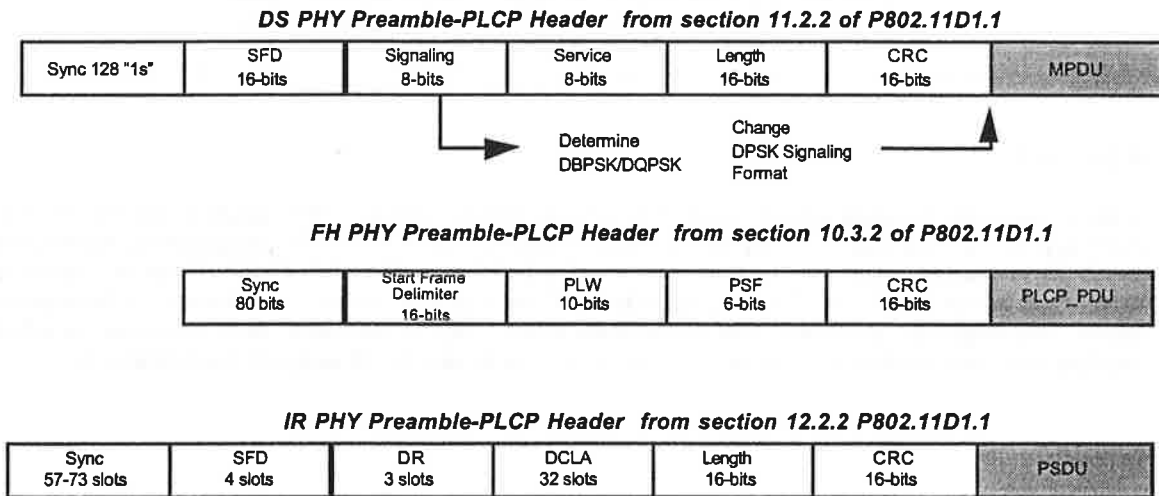 DS PHY Preamble-PLCP Header from section 11.2.2 of P802.11D1.1
Sync 128 "1s"
SFD
16-bits
Signaling
8-bits
Service
8-bits
Length
16-bits
CRC
16-bits
MPDU
Determine
DBPSK/DQPSK
Change
DPSK Signaling
Format
FH PHY Preamble-PLCP Header from section 10.3.2 of P802.11D1.1
Sync
80 bits
Start Frame
Delimiter
16-bits
PLW
10-bits
PSF
6-bits
CRC
16-bits
PLCP_PDU
IR PHY Preamble-PLCP Header from section 12.2.2 P802.11D1.1
Sync
57-73 slots
SFD
4 slots
DR
3 slots
DCLA
32 slots
Length
16-bits
CRC
16-bits
PSDU